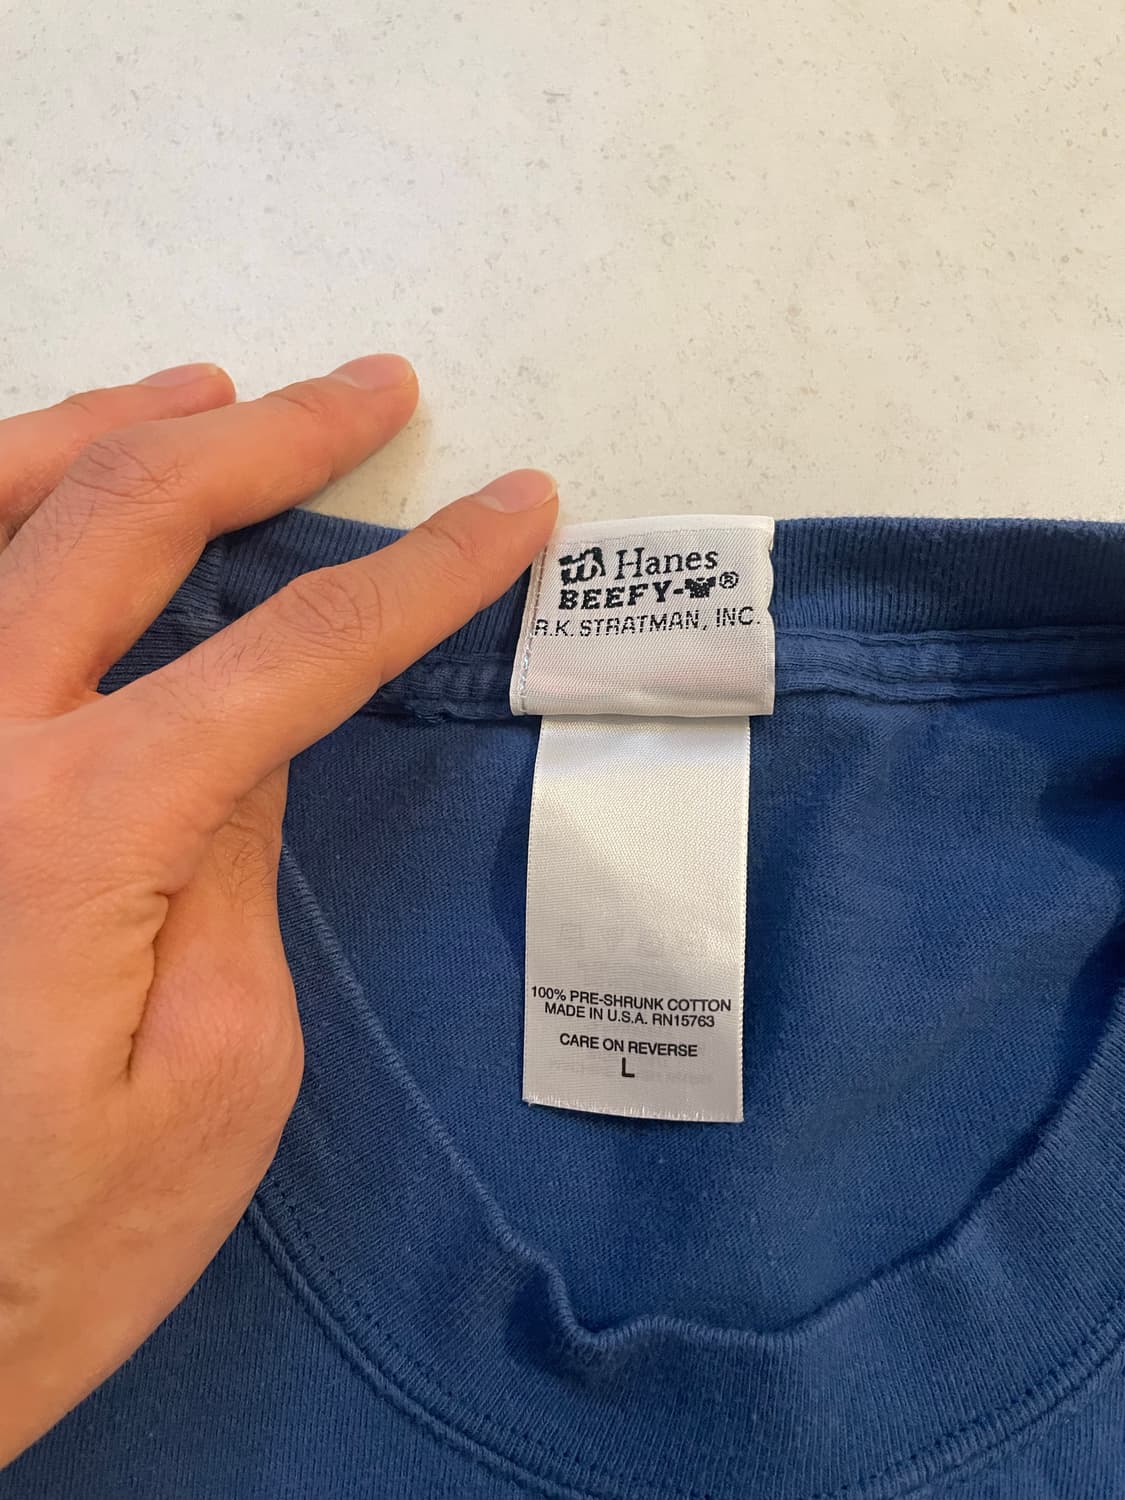 Hanes
BEEFY-®
R.K. STRATMAN, INC.
100% PRE-SHRUNK COTTON
MADE IN U.S.A. RN15763
CARE ON REVERSE
L